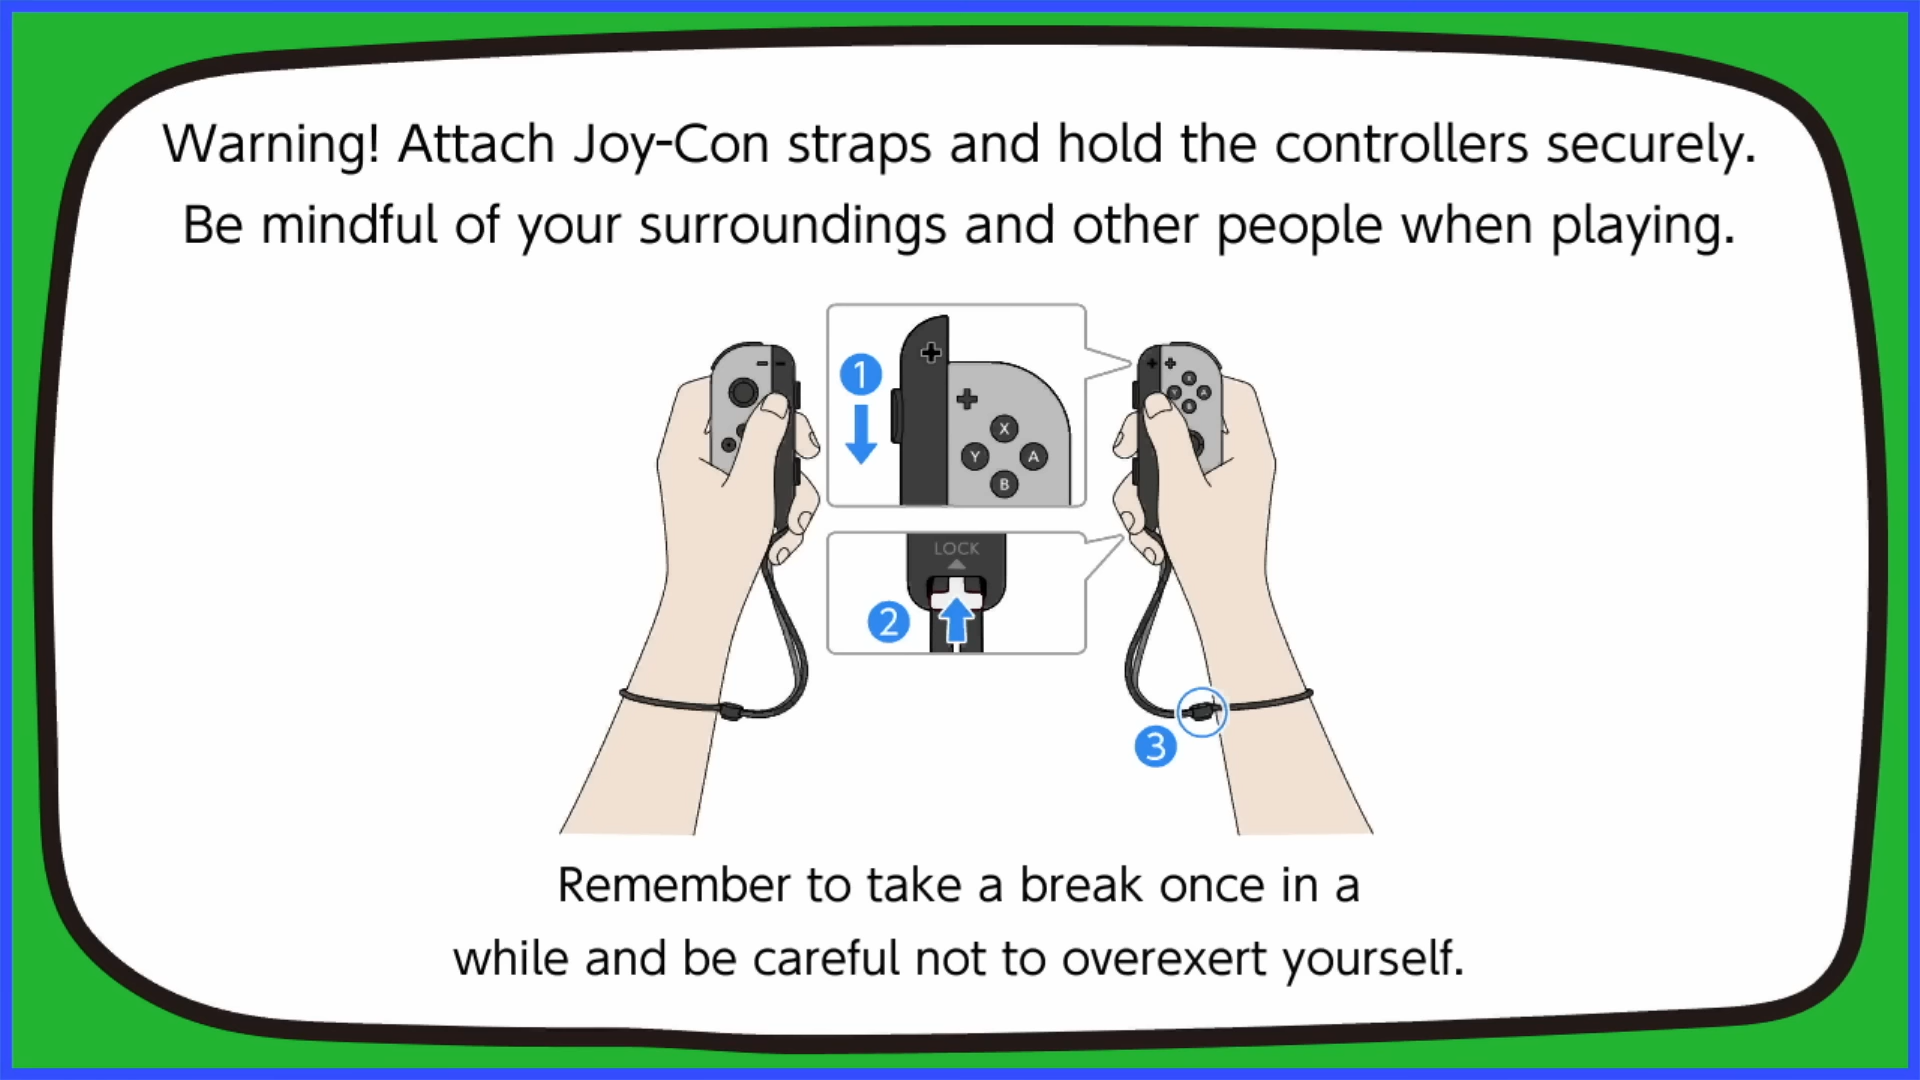 Warning! Attach Joy-Con straps and hold the controllers securely.
Be mindful of your surroundings and other people when playing.
1
X
Y A
B
LOCK
2
3
Remember to take a break once in a
while and be careful not to overexert yourself.